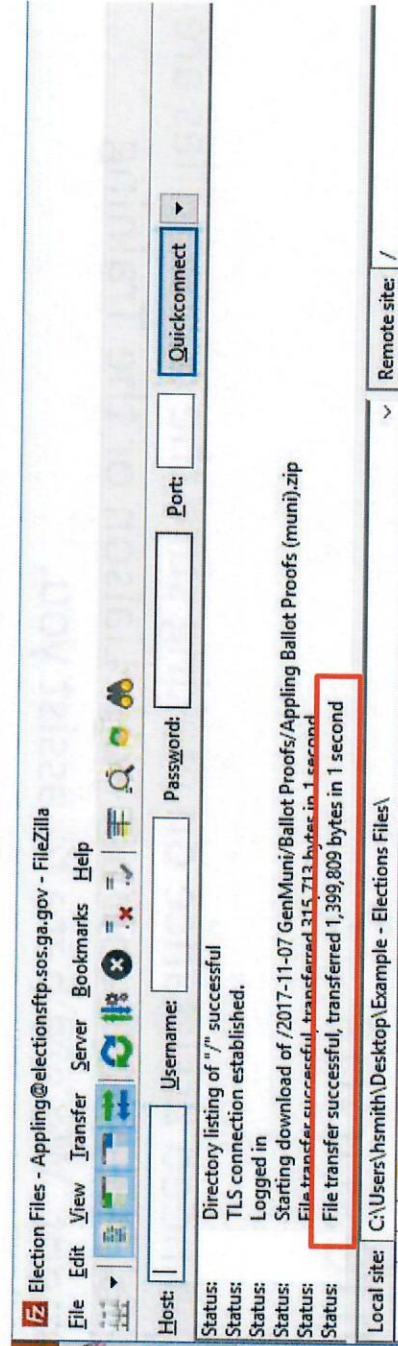 Election Files - Appling@electionsftp.sos.ga.gov - FileZilla
File Edit View Transfer Server Bookmarks Help
Host: Username: Password: Port: Quickconnect
Status: Directory listing of "/" successful
Status: TLS connection established.
Status: Logged in
Status: Starting download of /2017-11-07 GenMuni/Ballot Proofs/Appling Ballot Proofs (muni).zip
Status: File transfer successful, transferred 315,713 bytes in 1 second
Status: File transfer successful, transferred 1,399,809 bytes in 1 second
Local site: C:\Users\hsmith\Desktop\Example - Elections Files\ Remote site: /